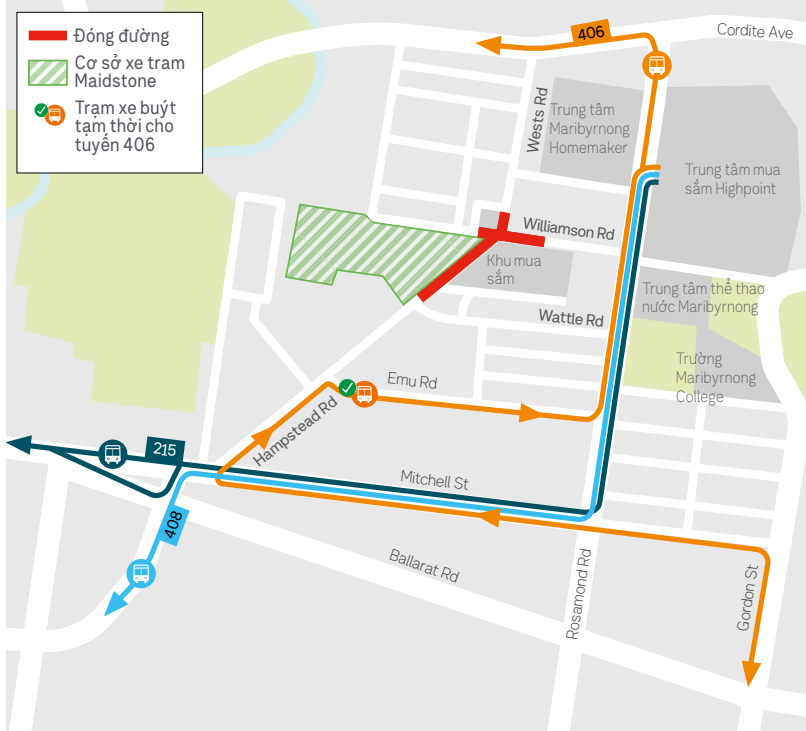 Đóng đường
Cơ sở xe tram
Maidstone
Trạm xe buýt
tạm thời cho
tuyến 406
406
Cordite Ave
Wests Rd
Trung tâm
Maribyrnong
Homemaker
Trung tâm mua
sắm Highpoint
Williamson Rd
Khu mua
sắm
Trung tâm thể thao
nước Maribyrnong
Wattle Rd
Trường
Maribyrnong
College
Emu Rd
Hampstead Rd
215
Mitchell St
408
Ballarat Rd
Rosamond Rd
Gordon St